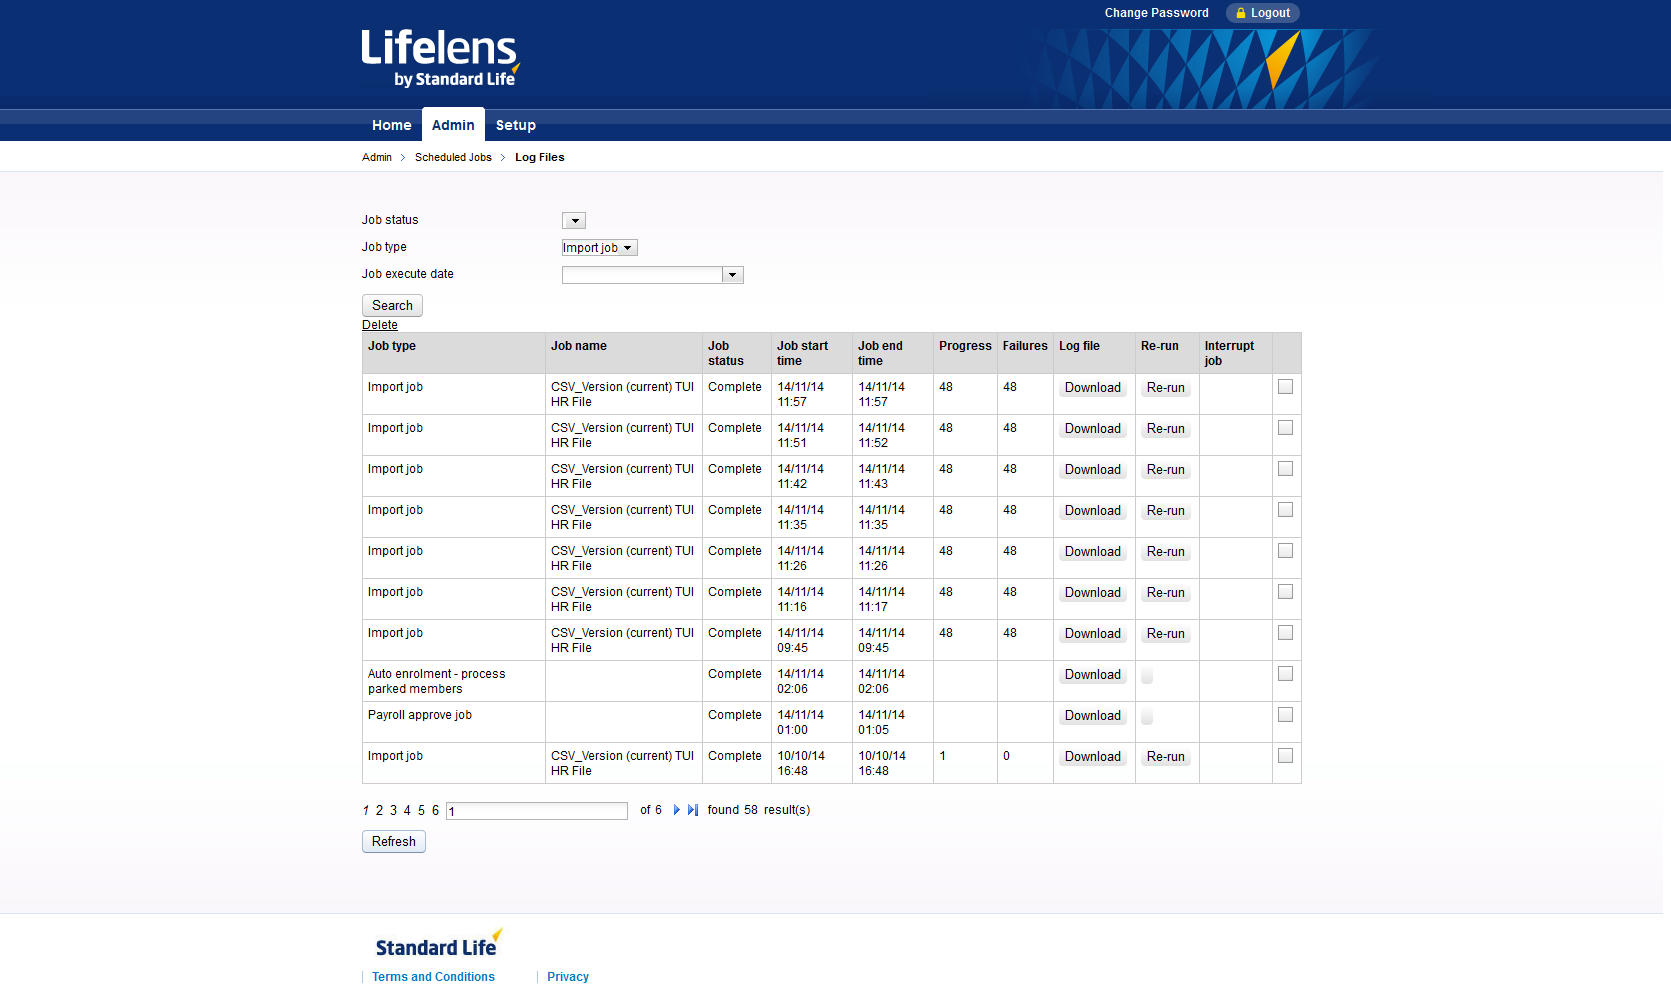 Change Password Logout
Lifelens
by Standard Life
Home Admin Setup
Admin > Scheduled Jobs > Log Files
Job status
Job type Import job
Job execute date
Search
Delete
Job type Job name Job status Job start time Job end time Progress Failures Log file Re-run Interrupt job
Import job CSV_Version (current) TUI HR File Complete 14/11/14 11:57 14/11/14 11:57 48 48 Download Re-run
Import job CSV_Version (current) TUI HR File Complete 14/11/14 11:51 14/11/14 11:52 48 48 Download Re-run
Import job CSV_Version (current) TUI HR File Complete 14/11/14 11:42 14/11/14 11:43 48 48 Download Re-run
Import job CSV_Version (current) TUI HR File Complete 14/11/14 11:35 14/11/14 11:35 48 48 Download Re-run
Import job CSV_Version (current) TUI HR File Complete 14/11/14 11:26 14/11/14 11:26 48 48 Download Re-run
Import job CSV_Version (current) TUI HR File Complete 14/11/14 11:16 14/11/14 11:17 48 48 Download Re-run
Import job CSV_Version (current) TUI HR File Complete 14/11/14 09:45 14/11/14 09:45 48 48 Download Re-run
Auto enrolment - process parked members Complete 14/11/14 02:06 14/11/14 02:06 Download
Payroll approve job Complete 14/11/14 01:00 14/11/14 01:05 Download
Import job CSV_Version (current) TUI HR File Complete 10/10/14 16:48 10/10/14 16:48 1 0 Download Re-run
1 2 3 4 5 6 1 of 6 found 58 result(s)
Refresh
Standard Life
Terms and Conditions Privacy